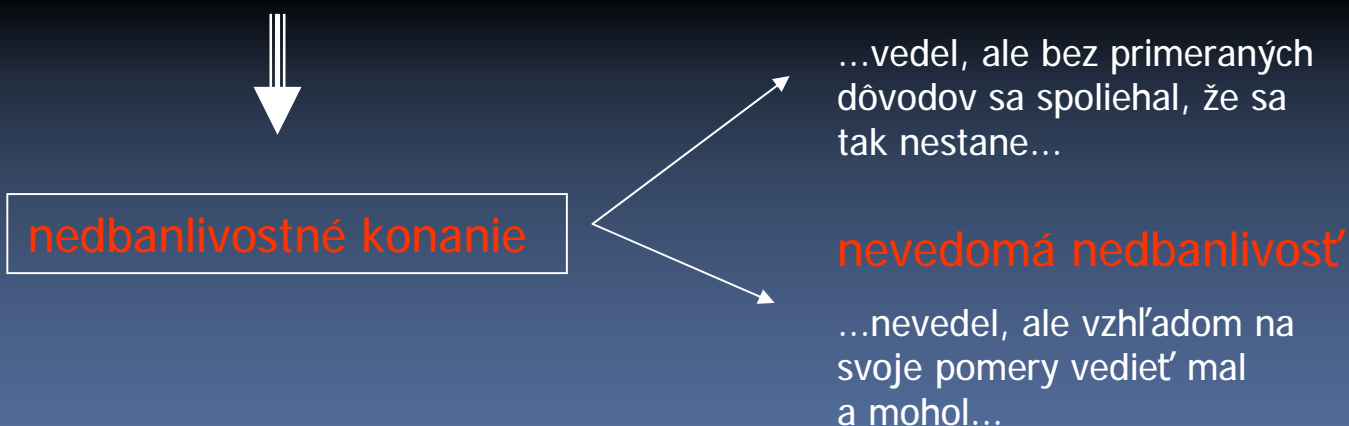 nedbanlivostné konanie
...vedel, ale bez primeraných
dôvodov sa spoliehal, že sa
tak nestane...
nevedomá nedbanlivosť
...nevedel, ale vzhľadom na
svoje pomery vedieť mal
a mohol...